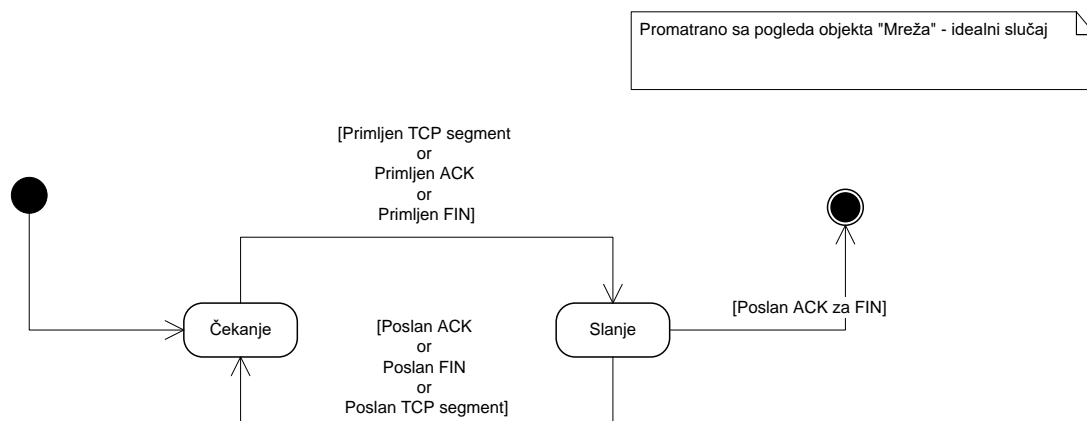 Promatrano sa pogleda objekta "Mreža" - idealni slučaj
[Primljen TCP segment
or
Primljen ACK
or
Primljen FIN]
[Poslan ACK za FIN]
Čekanje
Slanje
[Poslan ACK
or
Poslan FIN
or
Poslan TCP segment]